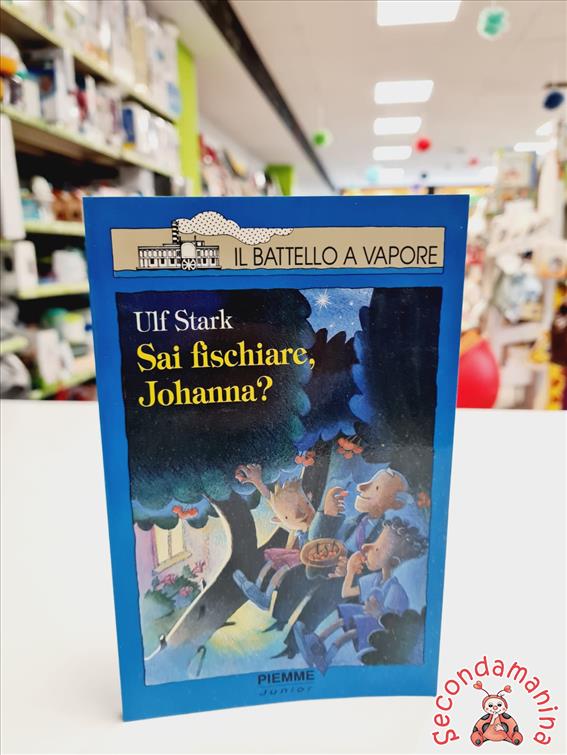 IL BATTELLO A VAPORE
Ulf Stark
Sai fischiare,
Johanna?
PIEMME
Junior
Secondamanina